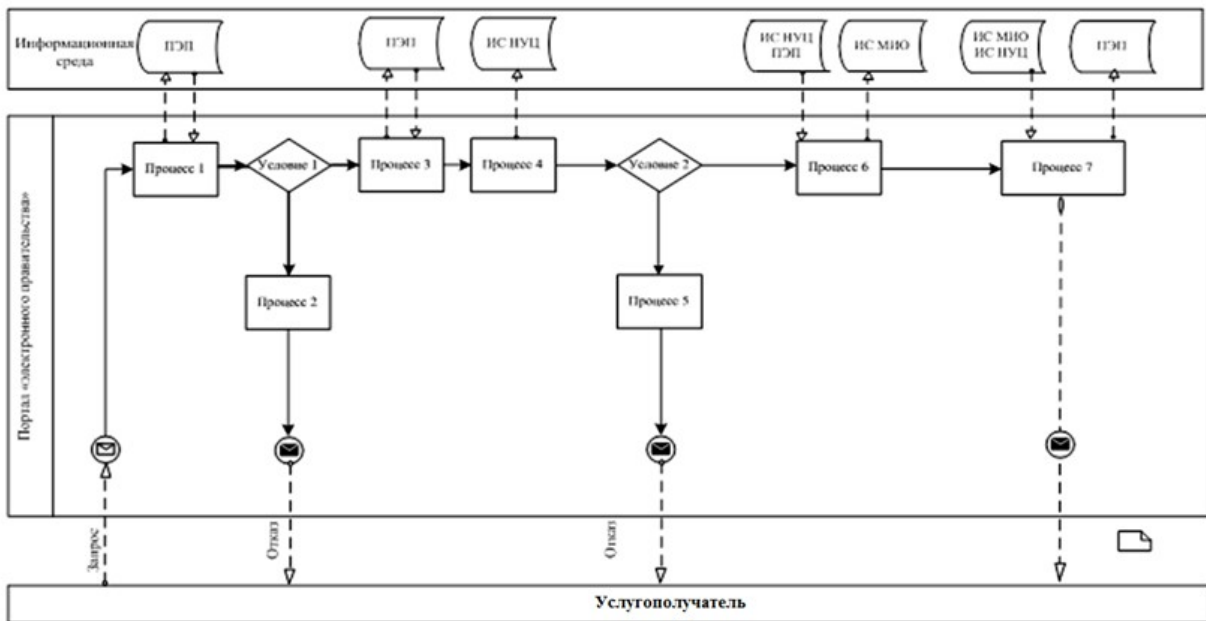 Информационная
среда
ПЭП
ПЭП
ИС НУЦ
ИС НУЦ
ПЭП
ИС МИО
ИС МИО
ИС НУЦ
ПЭП
Портал «электронного правительства»
Процесс 1
Условие 1
Процесс 3
Процесс 4
Условие 2
Процесс 6
Процесс 7
Процесс 2
Процесс 5
Запрос
Отказ
Отказ
Услугополучатель